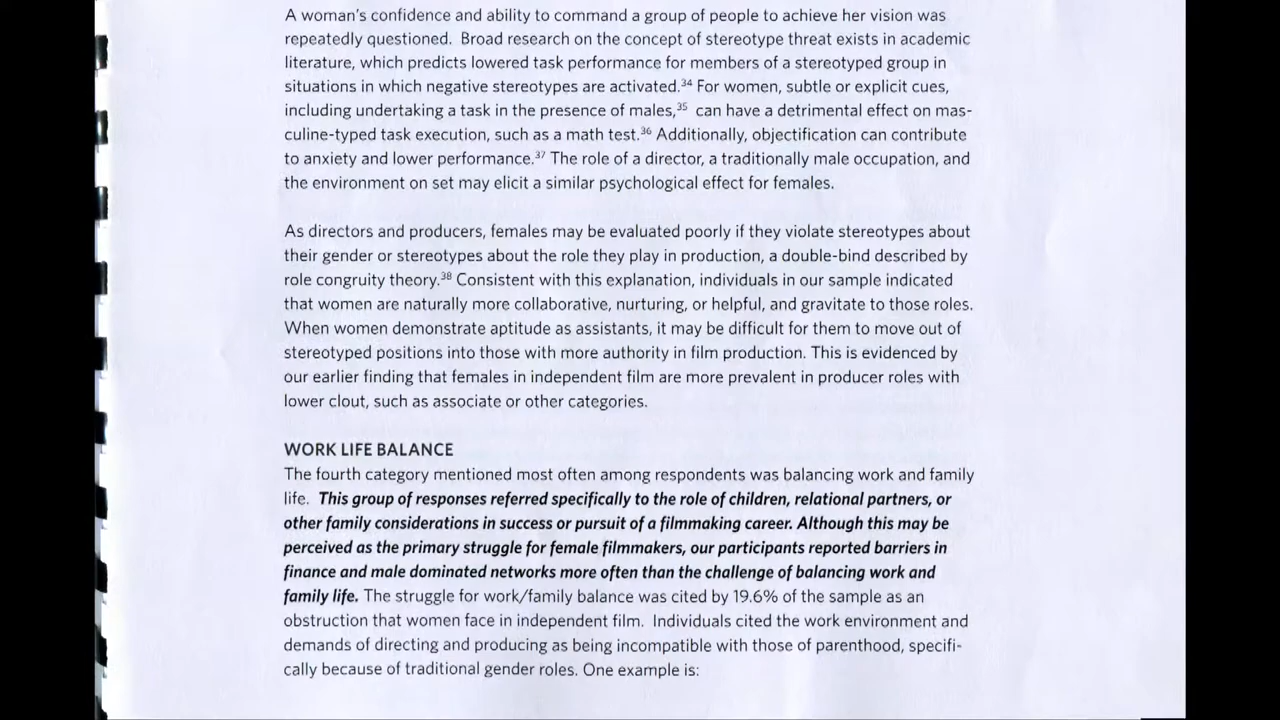 A woman's confidence and ability to command a group of people to achieve her vision was
repeatedly questioned. Broad research on the concept of stereotype threat exists in academic
literature, which predicts lowered task performance for members of a stereotyped group in
situations in which negative stereotypes are activated.³⁴ For women, subtle or explicit cues,
including undertaking a task in the presence of males,³⁵ can have a detrimental effect on mas-
culine-typed task execution, such as a math test.³⁶ Additionally, objectification can contribute
to anxiety and lower performance.³⁷ The role of a director, a traditionally male occupation, and
the environment on set may elicit a similar psychological effect for females.
As directors and producers, females may be evaluated poorly if they violate stereotypes about
their gender or stereotypes about the role they play in production, a double-bind described by
role congruity theory.³⁸ Consistent with this explanation, individuals in our sample indicated
that women are naturally more collaborative, nurturing, or helpful, and gravitate to those roles.
When women demonstrate aptitude as assistants, it may be difficult for them to move out of
stereotyped positions into those with more authority in film production. This is evidenced by
our earlier finding that females in independent film are more prevalent in producer roles with
lower clout, such as associate or other categories.
WORK LIFE BALANCE
The fourth category mentioned most often among respondents was balancing work and family
life. This group of responses referred specifically to the role of children, relational partners, or
other family considerations in success or pursuit of a filmmaking career. Although this may be
perceived as the primary struggle for female filmmakers, our participants reported barriers in
finance and male dominated networks more often than the challenge of balancing work and
family life. The struggle for work/family balance was cited by 19.6% of the sample as an
obstruction that women face in independent film. Individuals cited the work environment and
demands of directing and producing as being incompatible with those of parenthood, specifi-
cally because of traditional gender roles. One example is: